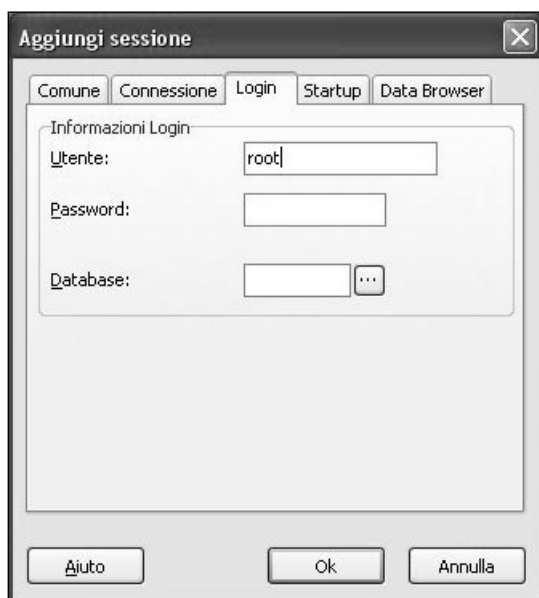 Aggiungi sessione
Comune Connessione Login Startup Data Browser
Informazioni Login
Utente: root
Password:
Database: ...
Aiuto Ok Annulla